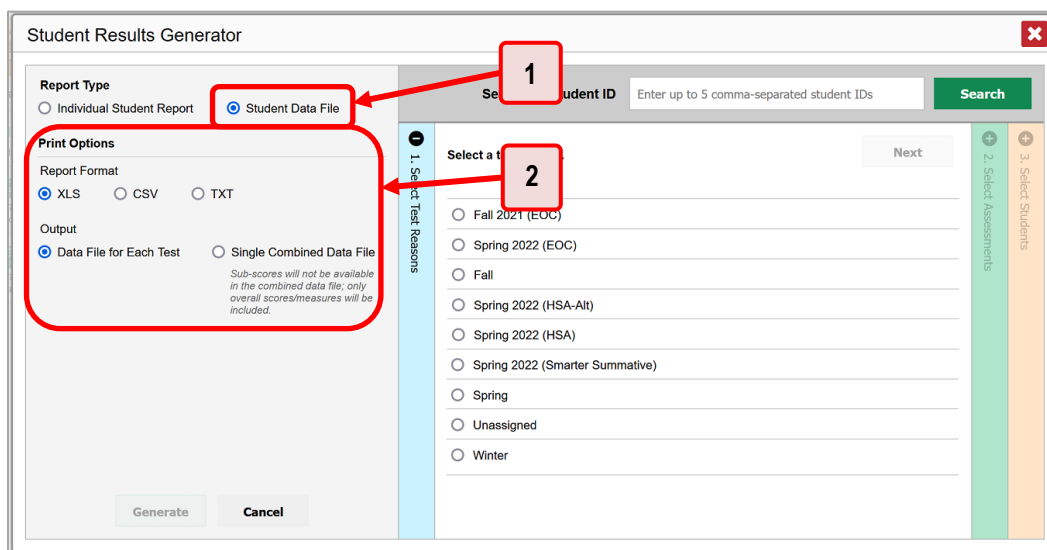 Student Results Generator
Report Type
Individual Student Report
Student Data File
Print Options
Report Format
XLS
CSV
TXT
Output
Data File for Each Test
Single Combined Data File
Sub-scores will not be available
in the combined data file; only
overall scores/measures will be
included.
Generate
Cancel
1
2
Se
udent ID
Enter up to 5 comma-separated student IDs
Search
1. Select Test Reasons
Select a t
Next
Fall 2021 (EOC)
Spring 2022 (EOC)
Fall
Spring 2022 (HSA-Alt)
Spring 2022 (HSA)
Spring 2022 (Smarter Summative)
Spring
Unassigned
Winter
2. Select Assessments
3. Select Students